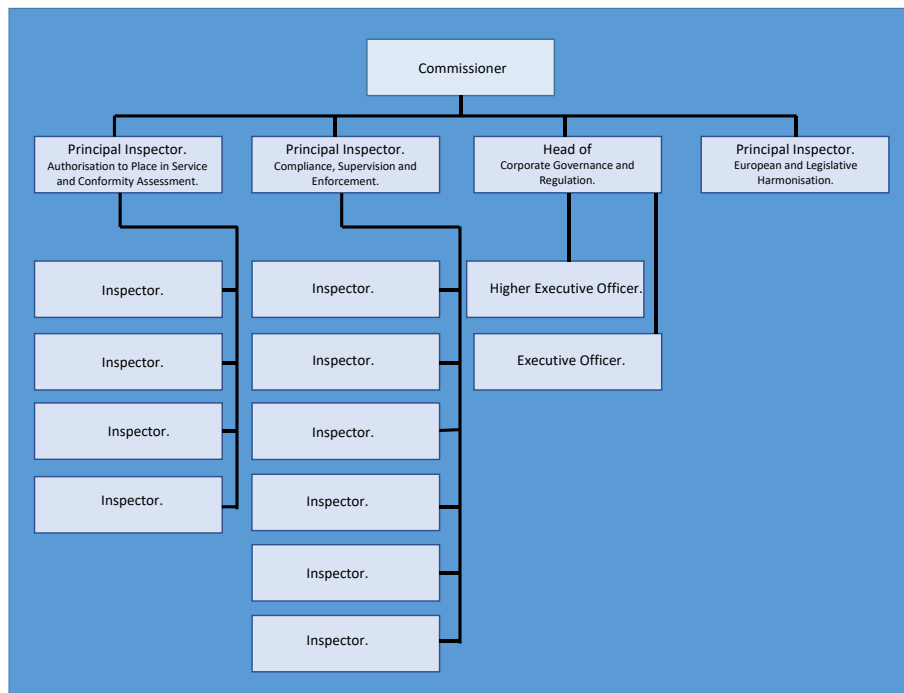 Commissioner
Principal Inspector.
Authorisation to Place in Service
and Conformity Assessment.
Principal Inspector.
Compliance, Supervision and
Enforcement.
Head of
Corporate Governance and
Regulation.
Principal Inspector.
European and Legislative
Harmonisation.
Inspector.
Inspector.
Inspector.
Inspector.
Inspector.
Inspector.
Inspector.
Inspector.
Inspector.
Inspector.
Higher Executive Officer.
Executive Officer.